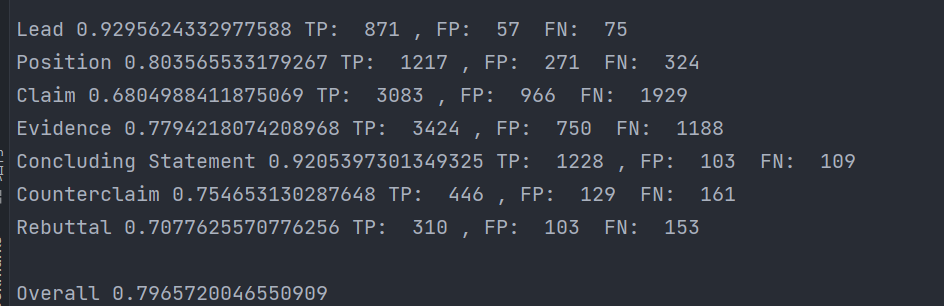 Lead 0.9295624332977588 TP:  871 , FP:  57  FN:  75
Position 0.803565533179267 TP:  1217 , FP:  271  FN:  324
Claim 0.6804988411875069 TP:  3083 , FP:  966  FN:  1929
Evidence 0.7794218074208968 TP:  3424 , FP:  750  FN:  1188
Concluding Statement 0.9205397301349325 TP:  1228 , FP:  103  FN:  109
Counterclaim 0.754653130287648 TP:  446 , FP:  129  FN:  161
Rebuttal 0.7077625570776256 TP:  310 , FP:  103  FN:  153
Overall 0.7965720046550909